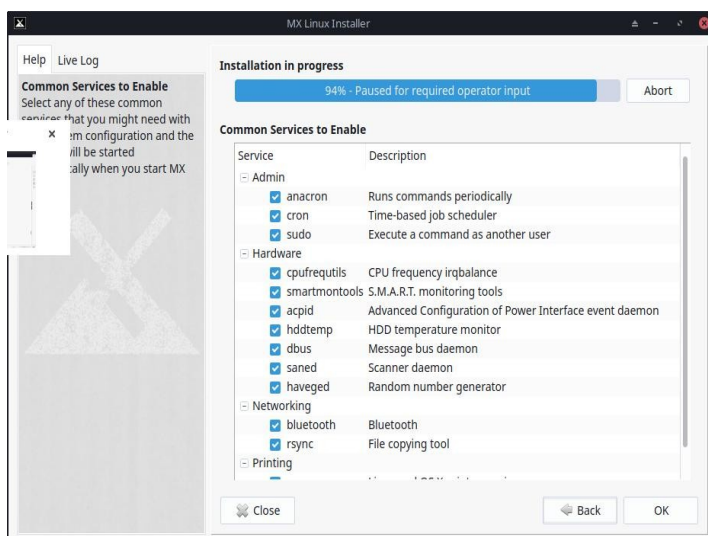 MX Linux Installer
Help Live Log
Common Services to Enable
Select any of these common
services that you might need with
em configuration and the
will be started
cally when you start MX
x
Installation in progress
94% - Paused for required operator input
Abort
Common Services to Enable
Service Description
Admin
anacron Runs commands periodically
cron Time-based job scheduler
sudo Execute a command as another user
Hardware
cpufrequtils CPU frequency irqbalance
smartmontools S.M.A.R.T. monitoring tools
acpid Advanced Configuration of Power Interface event daemon
hddtemp HDD temperature monitor
dbus Message bus daemon
saned Scanner daemon
haveged Random number generator
Networking
bluetooth Bluetooth
rsync File copying tool
Printing
Close Back OK